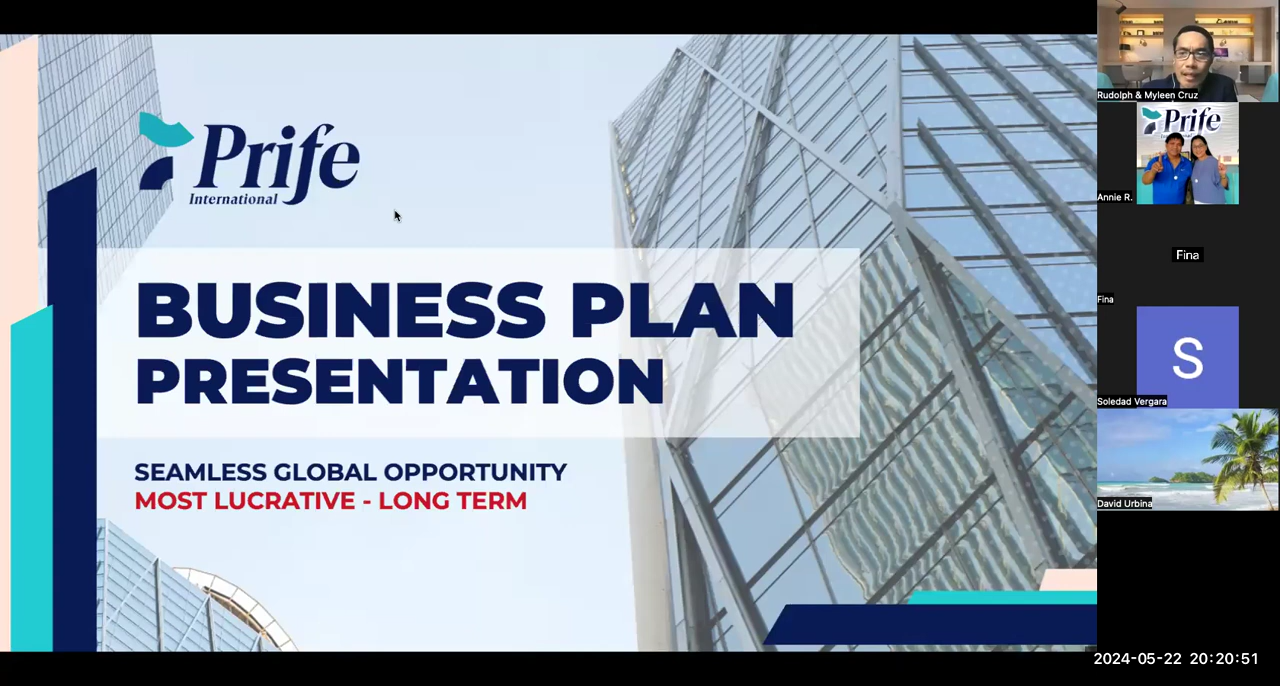 Prife
International
BUSINESS PLAN
PRESENTATION
SEAMLESS GLOBAL OPPORTUNITY
MOST LUCRATIVE - LONG TERM
Rudolph & Myleen Cruz
Prife
Annie R.
Fina
Fina
S
Soledad Vergara
David Urbina
2024-05-22 20:20:51